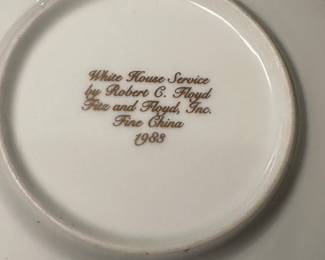 White House Service
by Robert C. Floyd
Fitz and Floyd, Inc.
Fine China
1983